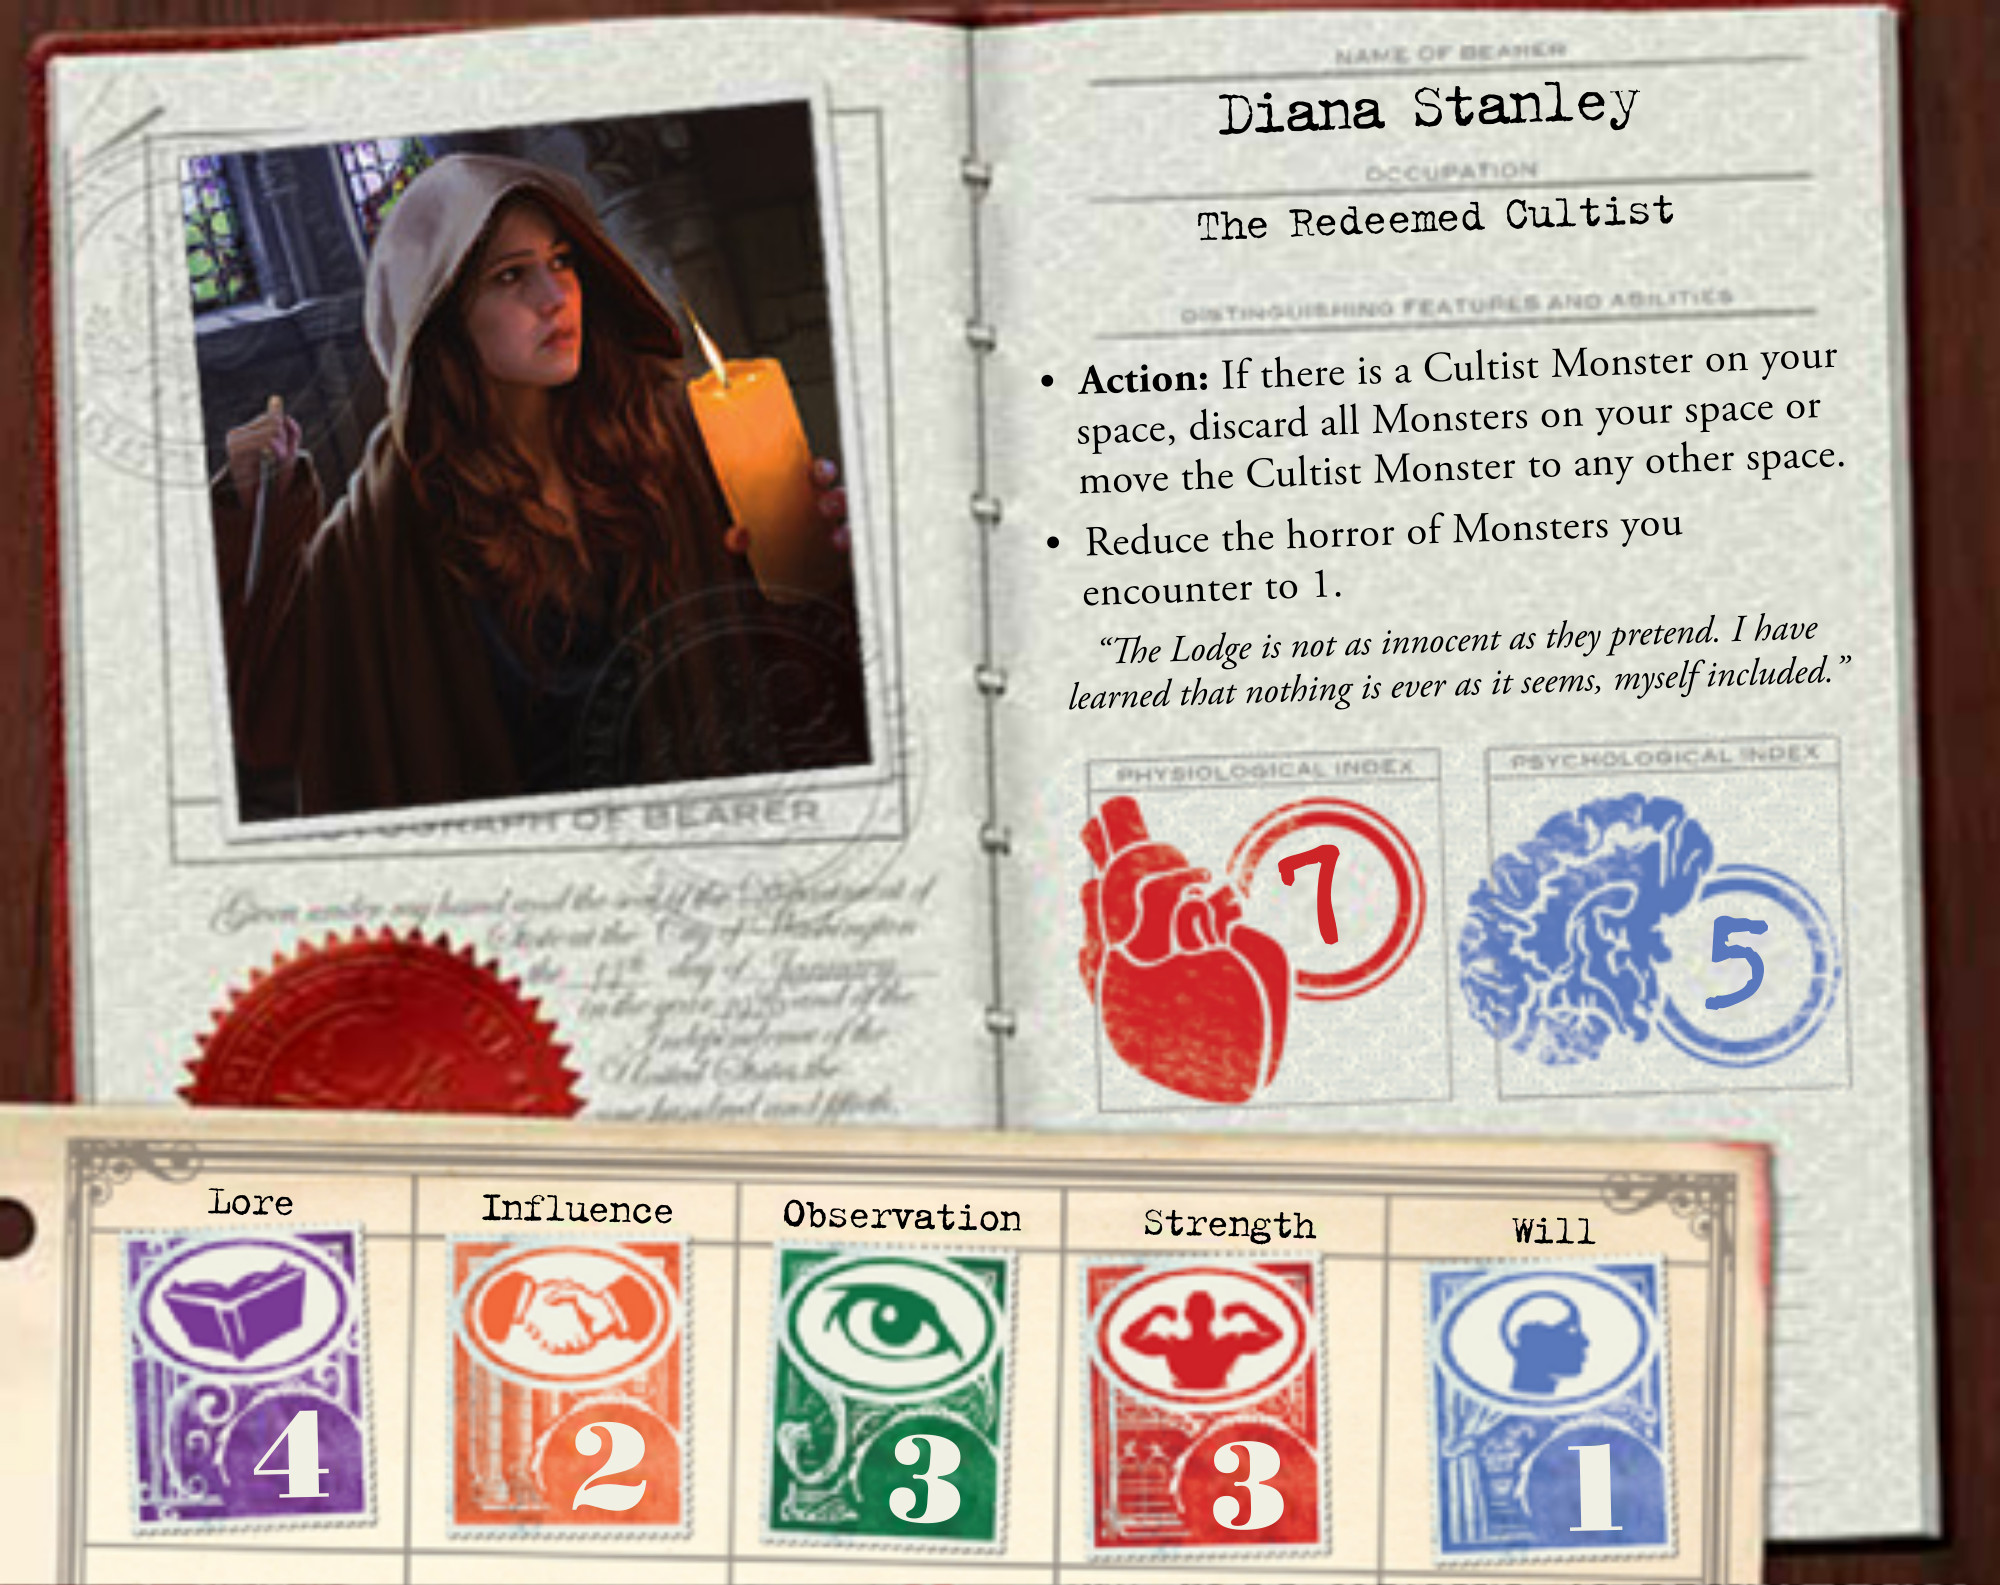 NAME OF BEARER
Diana Stanley
OCCUPATION
The Redeemed Cultist
DISTINGUISHING FEATURES AND ABILITIES
• Action: If there is a Cultist Monster on your
space, discard all Monsters on your space or
move the Cultist Monster to any other space.
• Reduce the horror of Monsters you
encounter to 1.
“The Lodge is not as innocent as they pretend. I have
learned that nothing is ever as it seems, myself included.”
PHYSIOLOGICAL INDEX
PSYCHOLOGICAL INDEX
7
5
OF BEARER
Given under my hand and the seal of the Department of
State at the City of Washington
the 11th day of January
in the year and of the
Independence of the
United States the
one hundred and fiftieth.
Lore
Influence
Observation
Strength
Will
4
2
3
3
1